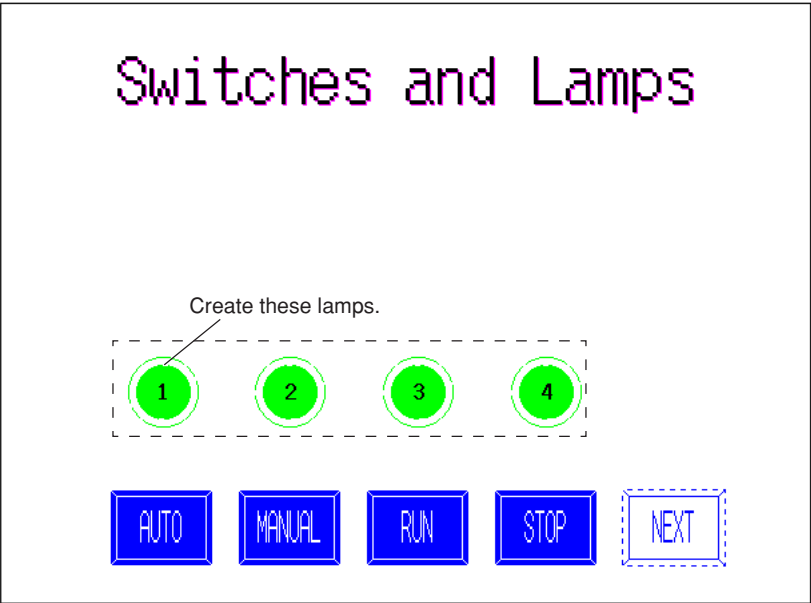 Switches and Lamps
Create these lamps.
1 2 3 4
AUTO MANUAL RUN STOP NEXT